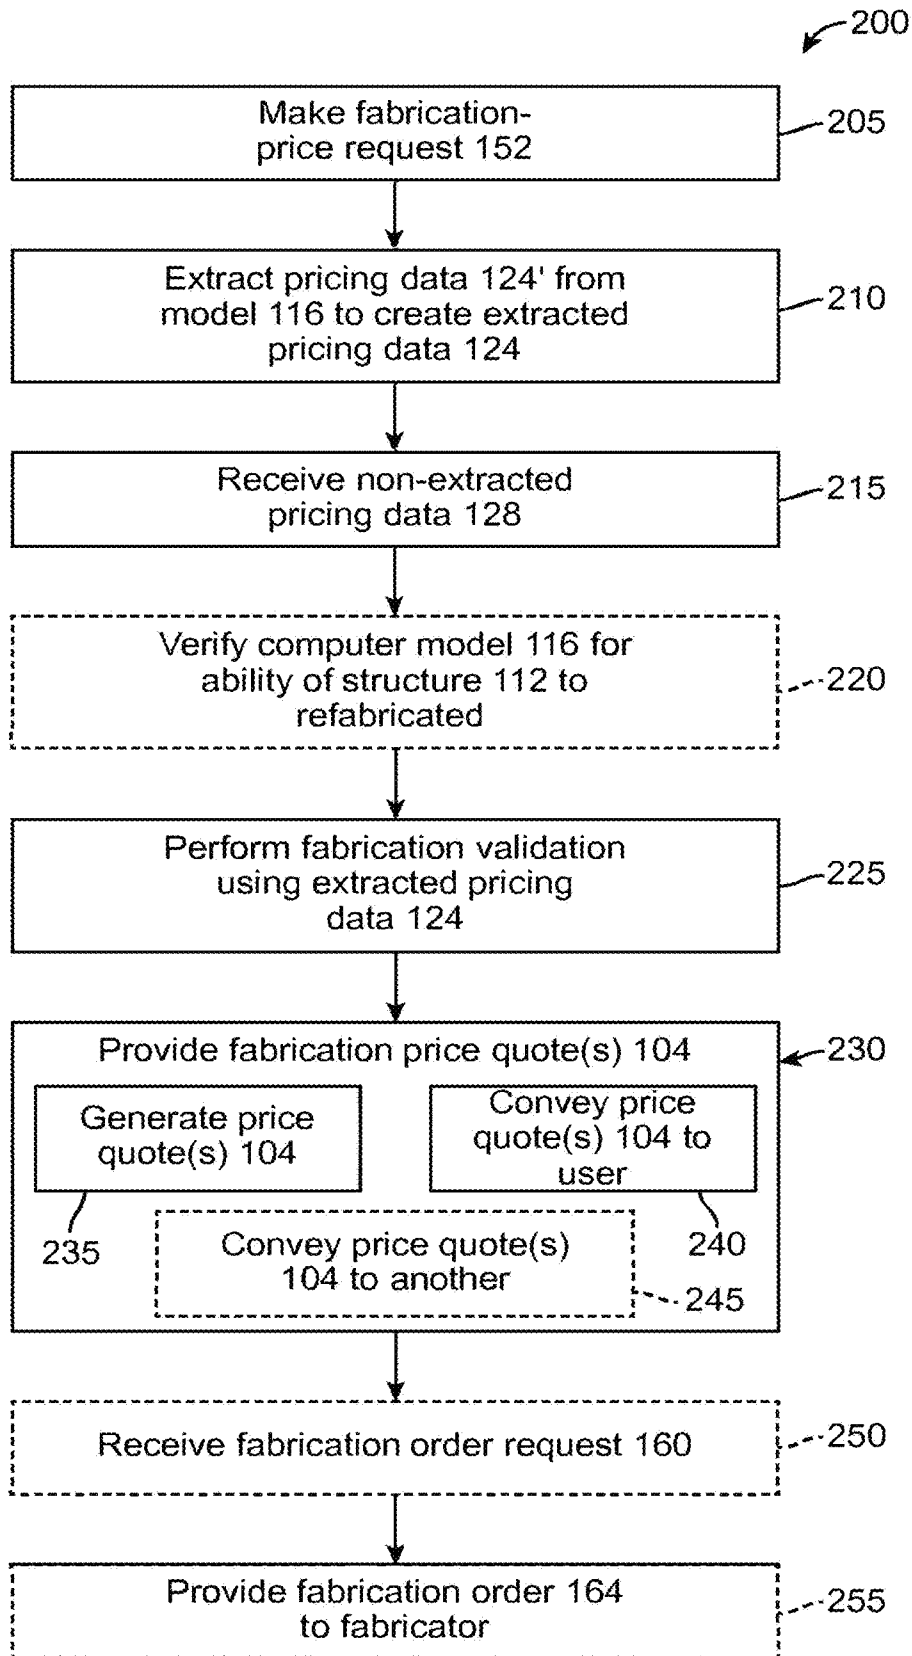 200
Make fabrication-
price request 152
205
Extract pricing data 124' from
model 116 to create extracted
pricing data 124
210
Receive non-extracted
pricing data 128
215
Verify computer model 116 for
ability of structure 112 to
refabricated
220
Perform fabrication validation
using extracted pricing
data 124
225
Provide fabrication price quote(s) 104
230
Generate price
quote(s) 104
235
Convey price
quote(s) 104 to
user
240
Convey price quote(s)
104 to another
245
Receive fabrication order request 160
250
Provide fabrication order 164
to fabricator
255